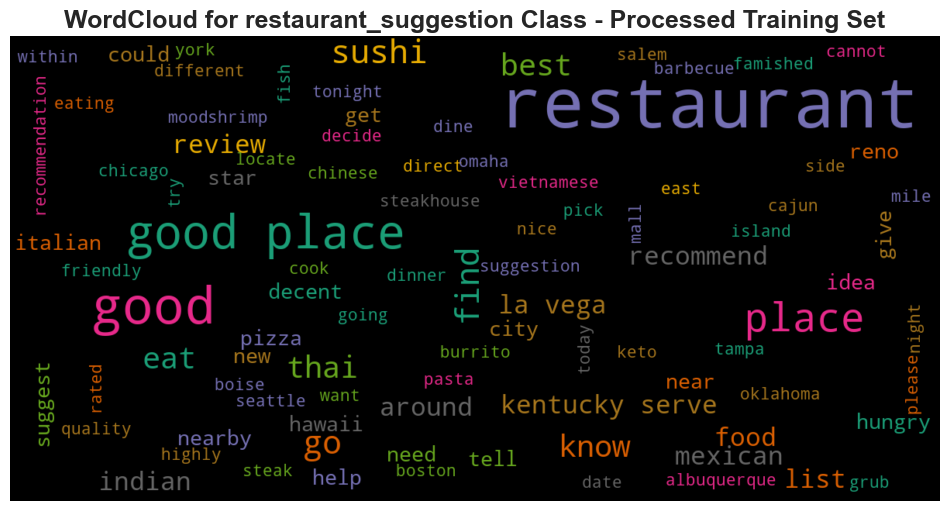 WordCloud for restaurant_suggestion Class - Processed Training Set
within
could
york
different
sushi
best
salem
barbecue
famished
cannot
restaurant
eating
recommendation
fish
tonight
get
moodshrimp
decide
dine
review
locate
chicago
try
star
chinese
direct
omaha
vietnamese
east
side
reno
mile
steakhouse
pick
nice
mall
cajun
island
give
good place
italian
friendly
cook
dinner
find
suggestion
recommend
idea
good
decent
going
la vega
city
place
pizza
new
eat
thai
burrito
today
keto
tampa
please
night
suggest
rated
boise
seattle
want
pasta
near
oklahoma
around
kentucky serve
hawaii
quality
highly
nearby
go
need
tell
know
food
hungry
mexican
indian
steak
help
boston
date
albuquerque
list
grub